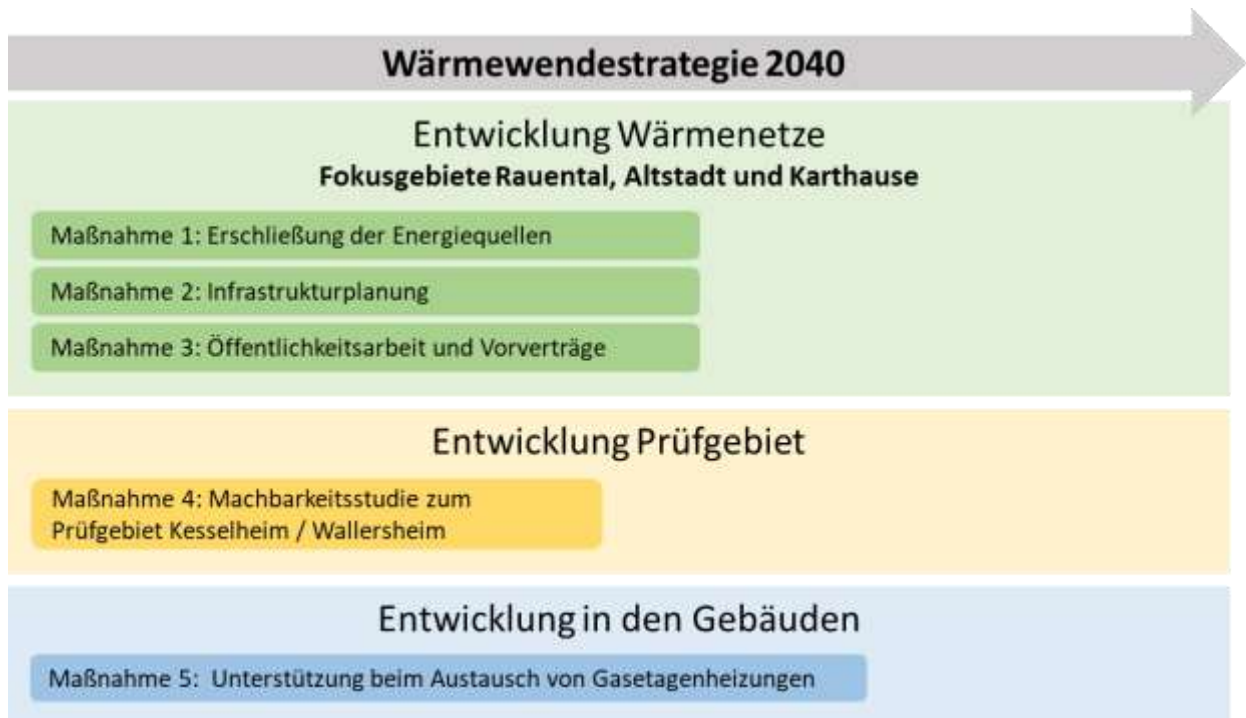 Wärmewendestrategie 2040
Entwicklung Wärmenetze
Fokusgebiete Rauental, Altstadt und Karthause
Maßnahme 1: Erschließung der Energiequellen
Maßnahme 2: Infrastrukturplanung
Maßnahme 3: Öffentlichkeitsarbeit und Vorverträge
Entwicklung Prüfgebiet
Maßnahme 4: Machbarkeitsstudie zum
Prüfgebiet Kesselheim / Wallersheim
Entwicklung in den Gebäuden
Maßnahme 5: Unterstützung beim Austausch von Gasetagenheizungen